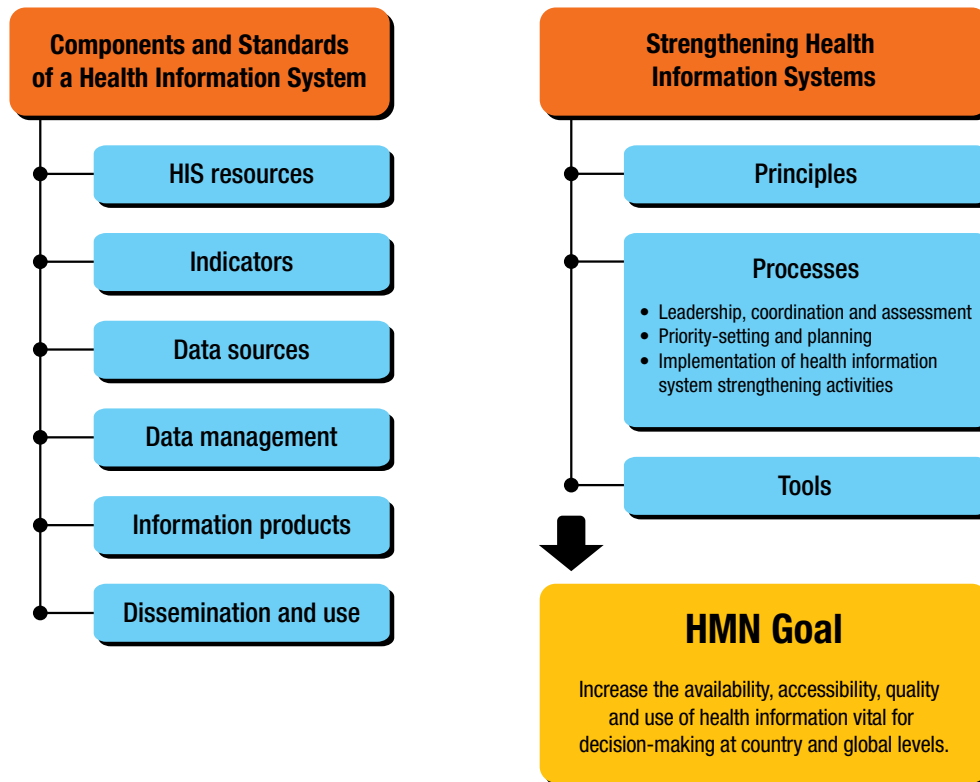 Components and Standards
of a Health Information System
HIS resources
Indicators
Data sources
Data management
Information products
Dissemination and use
Strengthening Health
Information Systems
Principles
Processes
• Leadership, coordination and assessment
• Priority-setting and planning
• Implementation of health information
system strengthening activities
Tools
HMN Goal
Increase the availability, accessibility, quality
and use of health information vital for
decision-making at country and global levels.